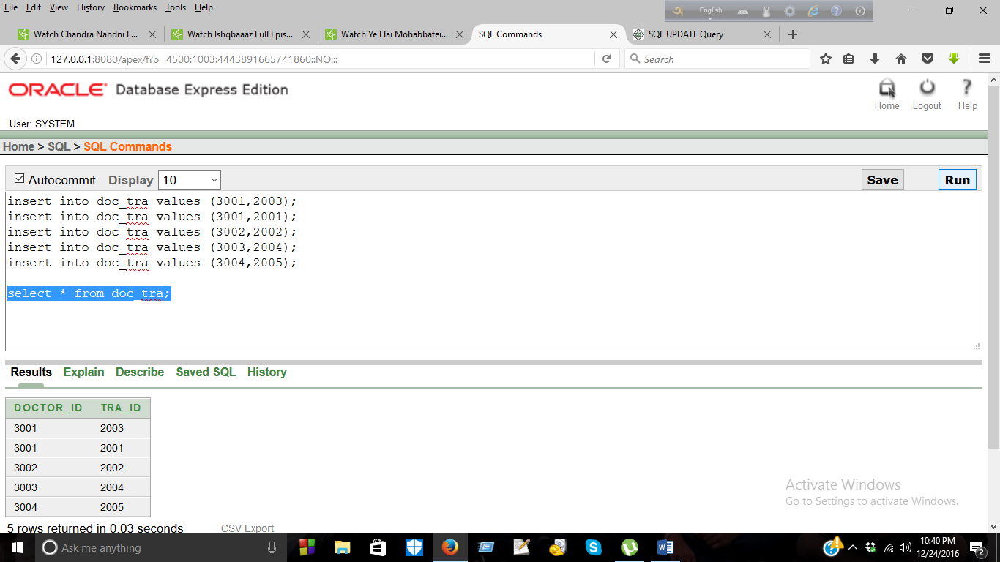 File Edit View History Bookmarks Tools Help
English
Watch Chandra Nandni F... Watch Ishqbaaaz Full Epis... Watch Ye Hai Mohabbatei... SQL Commands SQL UPDATE Query
127.0.0.1:8080/apex/f?p=4500:1003:4443891665741860::NO::: Search
ORACLE Database Express Edition
Home Logout Help
User: SYSTEM
Home > SQL > SQL Commands
Autocommit Display 10 Save Run
insert into doc_tra values (3001,2003);
insert into doc_tra values (3001,2001);
insert into doc_tra values (3002,2002);
insert into doc_tra values (3003,2004);
insert into doc_tra values (3004,2005);
select * from doc_tra;
Results Explain Describe Saved SQL History
DOCTOR_ID TRA_ID
3001 2003
3001 2001
3002 2002
3003 2004
3004 2005
Activate Windows
Go to Settings to activate Windows.
5 rows returned in 0.03 seconds CSV Export
Ask me anything
10:40 PM
12/24/2016
2